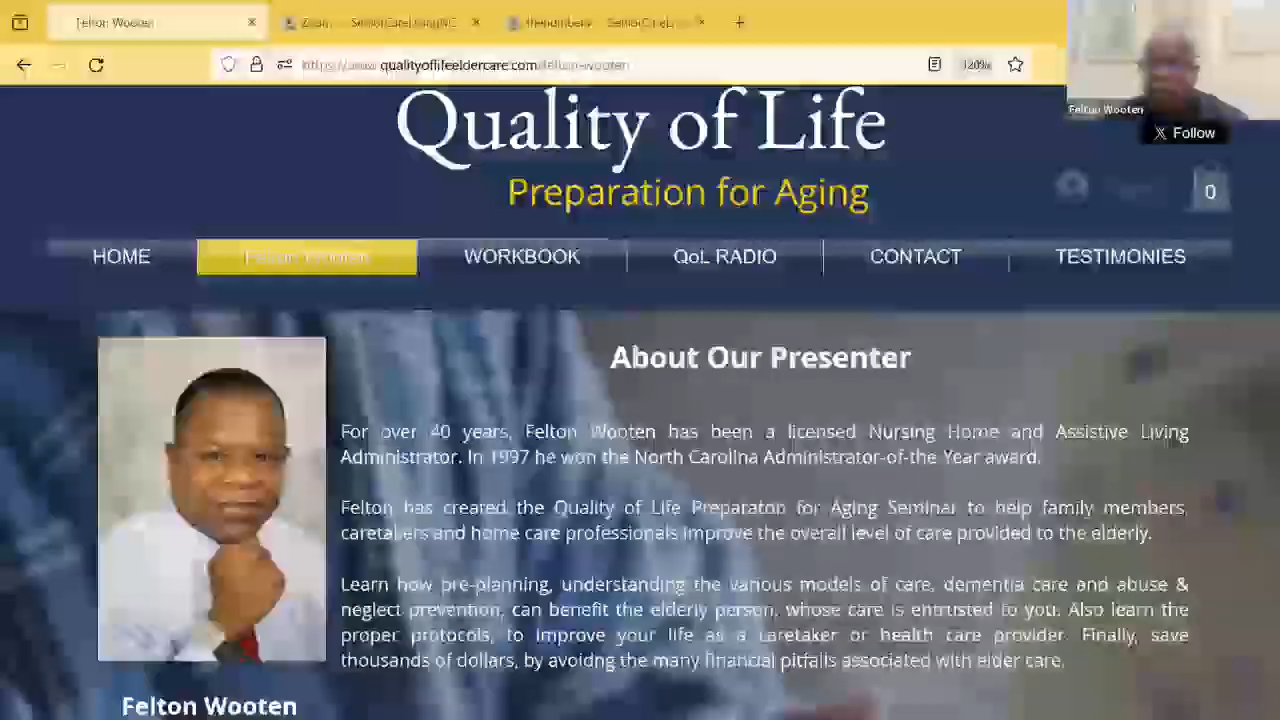 Felton Wooten
https://www.qualityoflifeeldercare.com/felton-wooten
120%
Felton Wooten
Follow
Quality of Life
Preparation for Aging
0
HOME
Felton Wooten
WORKBOOK
QoL RADIO
CONTACT
TESTIMONIES
About Our Presenter
For over 40 years, Felton Wooten has been a licensed Nursing Home and Assistive Living
Administrator. In 1997 he won the North Carolina Administrator-of-the Year award.
Felton has created the Quality of Life Preparaton for Aging Seminar to help family members,
caretakers and home care professionals improve the overall level of care provided to the elderly.
Learn how pre-planning, understanding the various models of care, dementia care and abuse &
neglect prevention, can benefit the elderly person, whose care is entrusted to you. Also learn the
proper protocols, to improve your life as a caretaker or health care provider. Finally, save
thousands of dollars, by avoiding the many financial pitfalls associated with elder care.
Felton Wooten